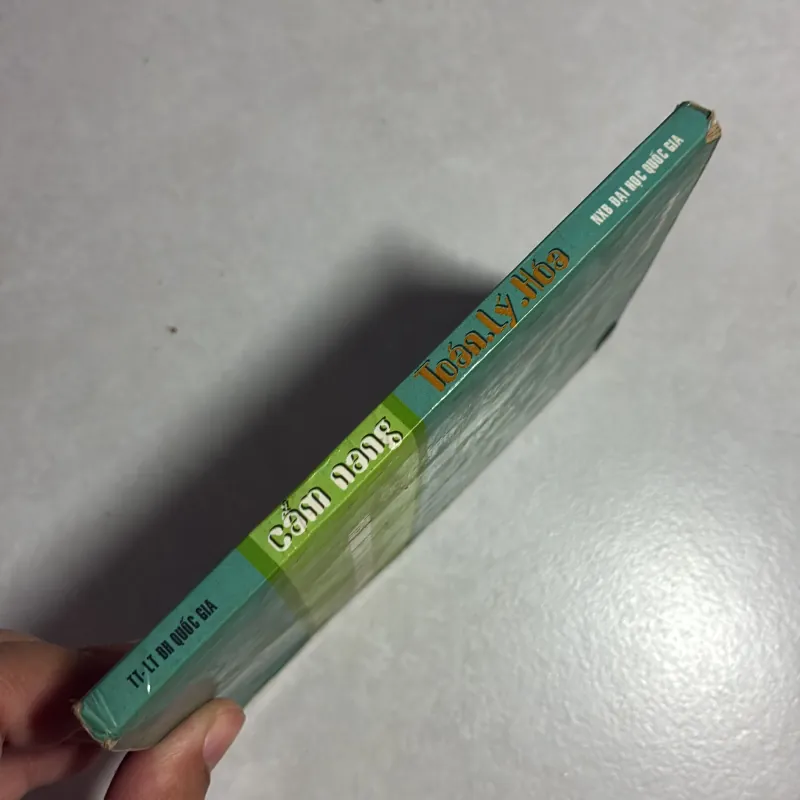 TT- LT ĐH QUỐC GIA
cẩm nang
Toán, Lý, Hóa
NXB ĐẠI HỌC QUỐC GIA